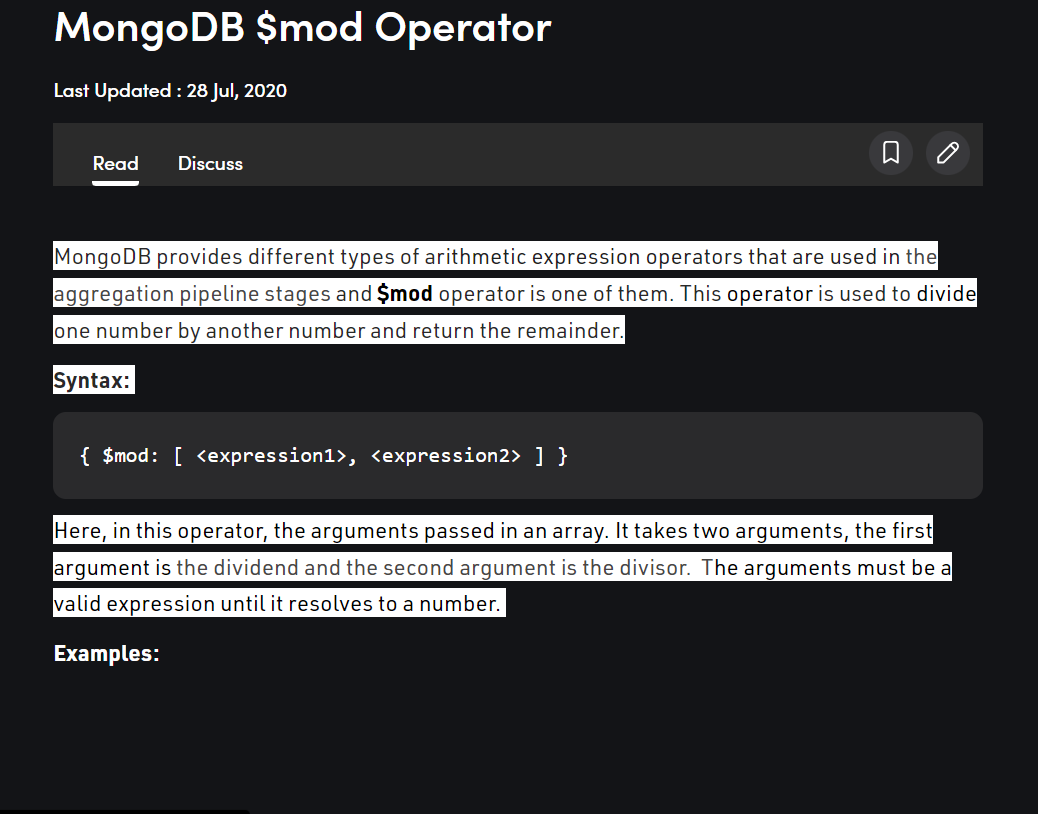 MongoDB $mod Operator
Last Updated : 28 Jul, 2020
Read Discuss
MongoDB provides different types of arithmetic expression operators that are used in the
aggregation pipeline stages and $mod operator is one of them. This operator is used to divide
one number by another number and return the remainder.
Syntax:
{ $mod: [ <expression1>, <expression2> ] }
Here, in this operator, the arguments passed in an array. It takes two arguments, the first
argument is the dividend and the second argument is the divisor.  The arguments must be a
valid expression until it resolves to a number.
Examples: